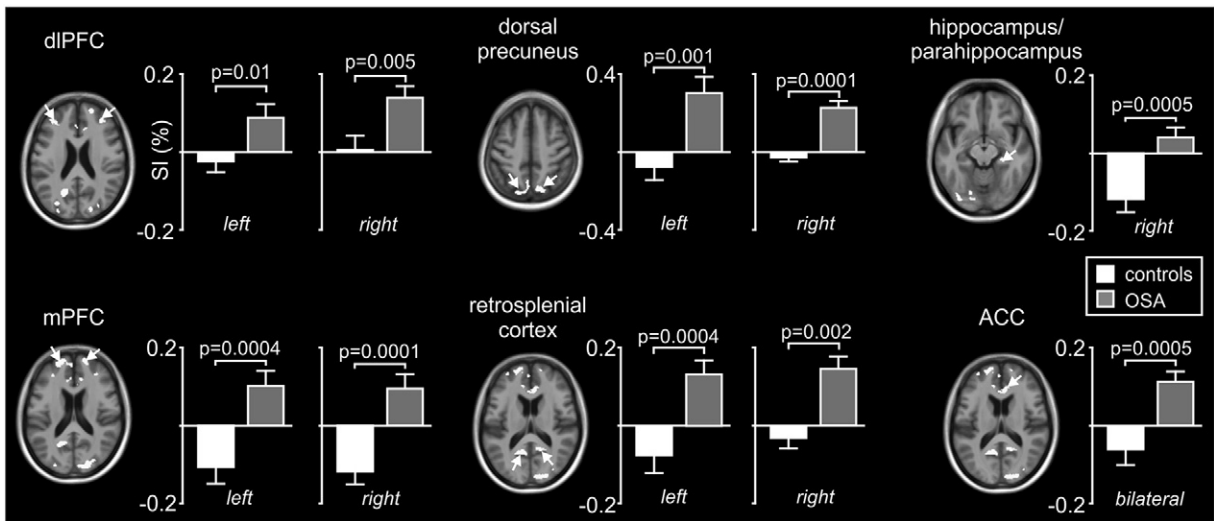 dlPFC
dorsal
precuneus
hippocampus/
parahippocampus
SI (%)
0.2
-0.2
p=0.01
left
p=0.005
right
0.4
-0.4
p=0.001
left
p=0.0001
right
0.2
-0.2
p=0.0005
right
controls
OSA
mPFC
retrosplenial
cortex
ACC
0.2
-0.2
p=0.0004
left
p=0.0001
right
0.2
-0.2
p=0.0004
left
p=0.002
right
0.2
-0.2
p=0.0005
bilateral